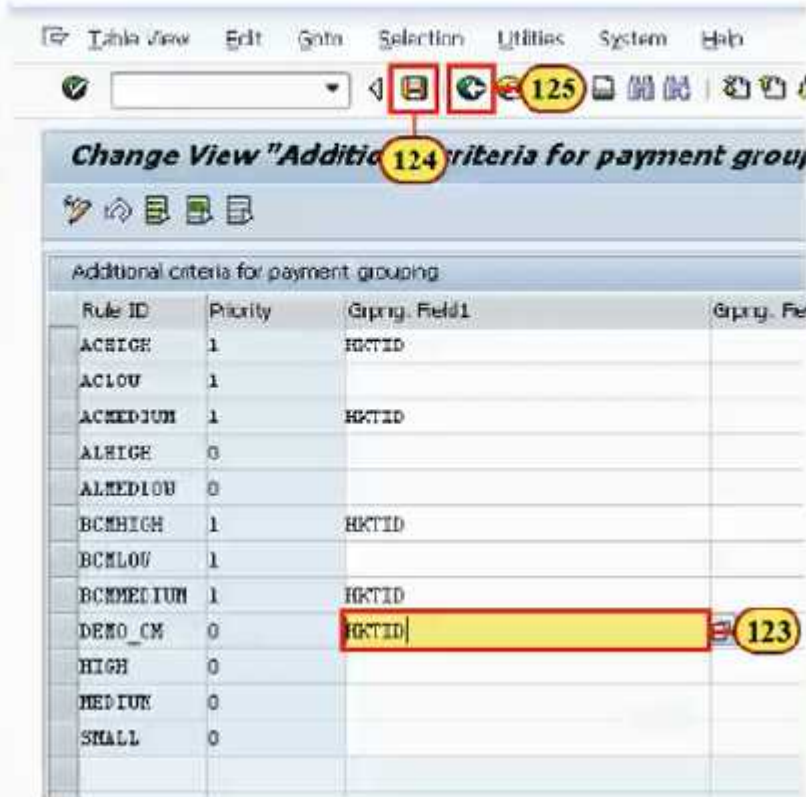 Table View Edit Goto Selection Utilities System Help
125
124
Change View "Additio riteria for payment group
Additional criteria for payment grouping
Rule ID Priority Grpng. Field1 Grpng. Fie
ACHIGH 1 HKTID
ACLOW 1
ACMEDIUM 1 HKTID
ALHIGH 0
ALMEDIOW 0
BCMHIGH 1 HKTID
BCMLOW 1
BCMMEDIUM 1 HKTID
DEMO_CM 0 HKTID 123
HIGH 0
MEDIUM 0
SMALL 0